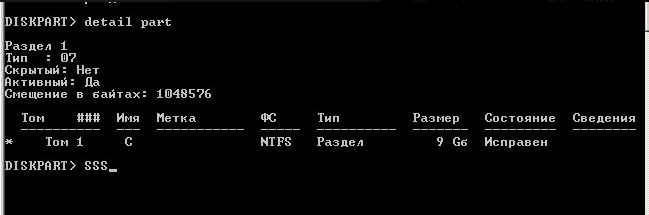 DISKPART> detail part
Раздел 1
Тип  : 07
Скрытый: Нет
Активный: Да
Смещение в байтах: 1048576
Том    ###  Имя  Метка        ФС     Тип         Размер   Состояние  Сведения
*    Том 1     C                 NTFS   Раздел         9 Gб  Исправен
DISKPART> SSS_